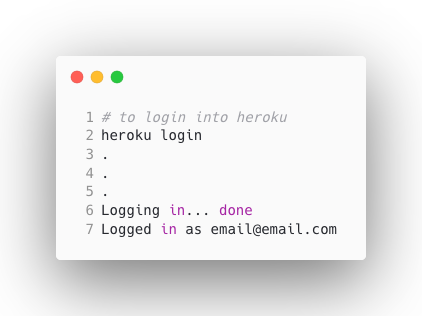 1 # to login into heroku
2 heroku login
3 .
4 .
5 .
6 Logging in... done
7 Logged in as email@email.com